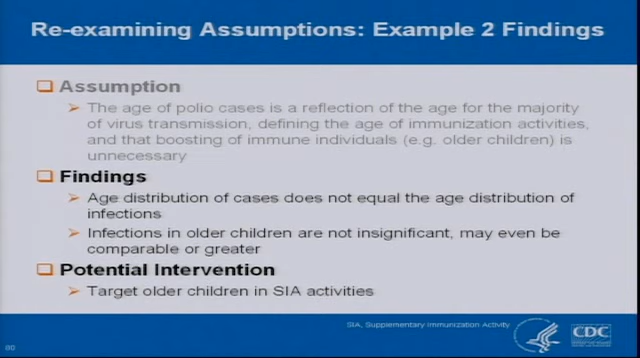 Re-examining Assumptions: Example 2 Findings
Assumption
The age of polio cases is a reflection of the age for the majority
of virus transmission, defining the age of immunization activities,
and that boosting of immune individuals (e.g. older children) is
unnecessary
Findings
Age distribution of cases does not equal the age distribution of
infections
Infections in older children are not insignificant, may even be
comparable or greater
Potential Intervention
Target older children in SIA activities
SIA, Supplementary Immunization Activity
CDC
80